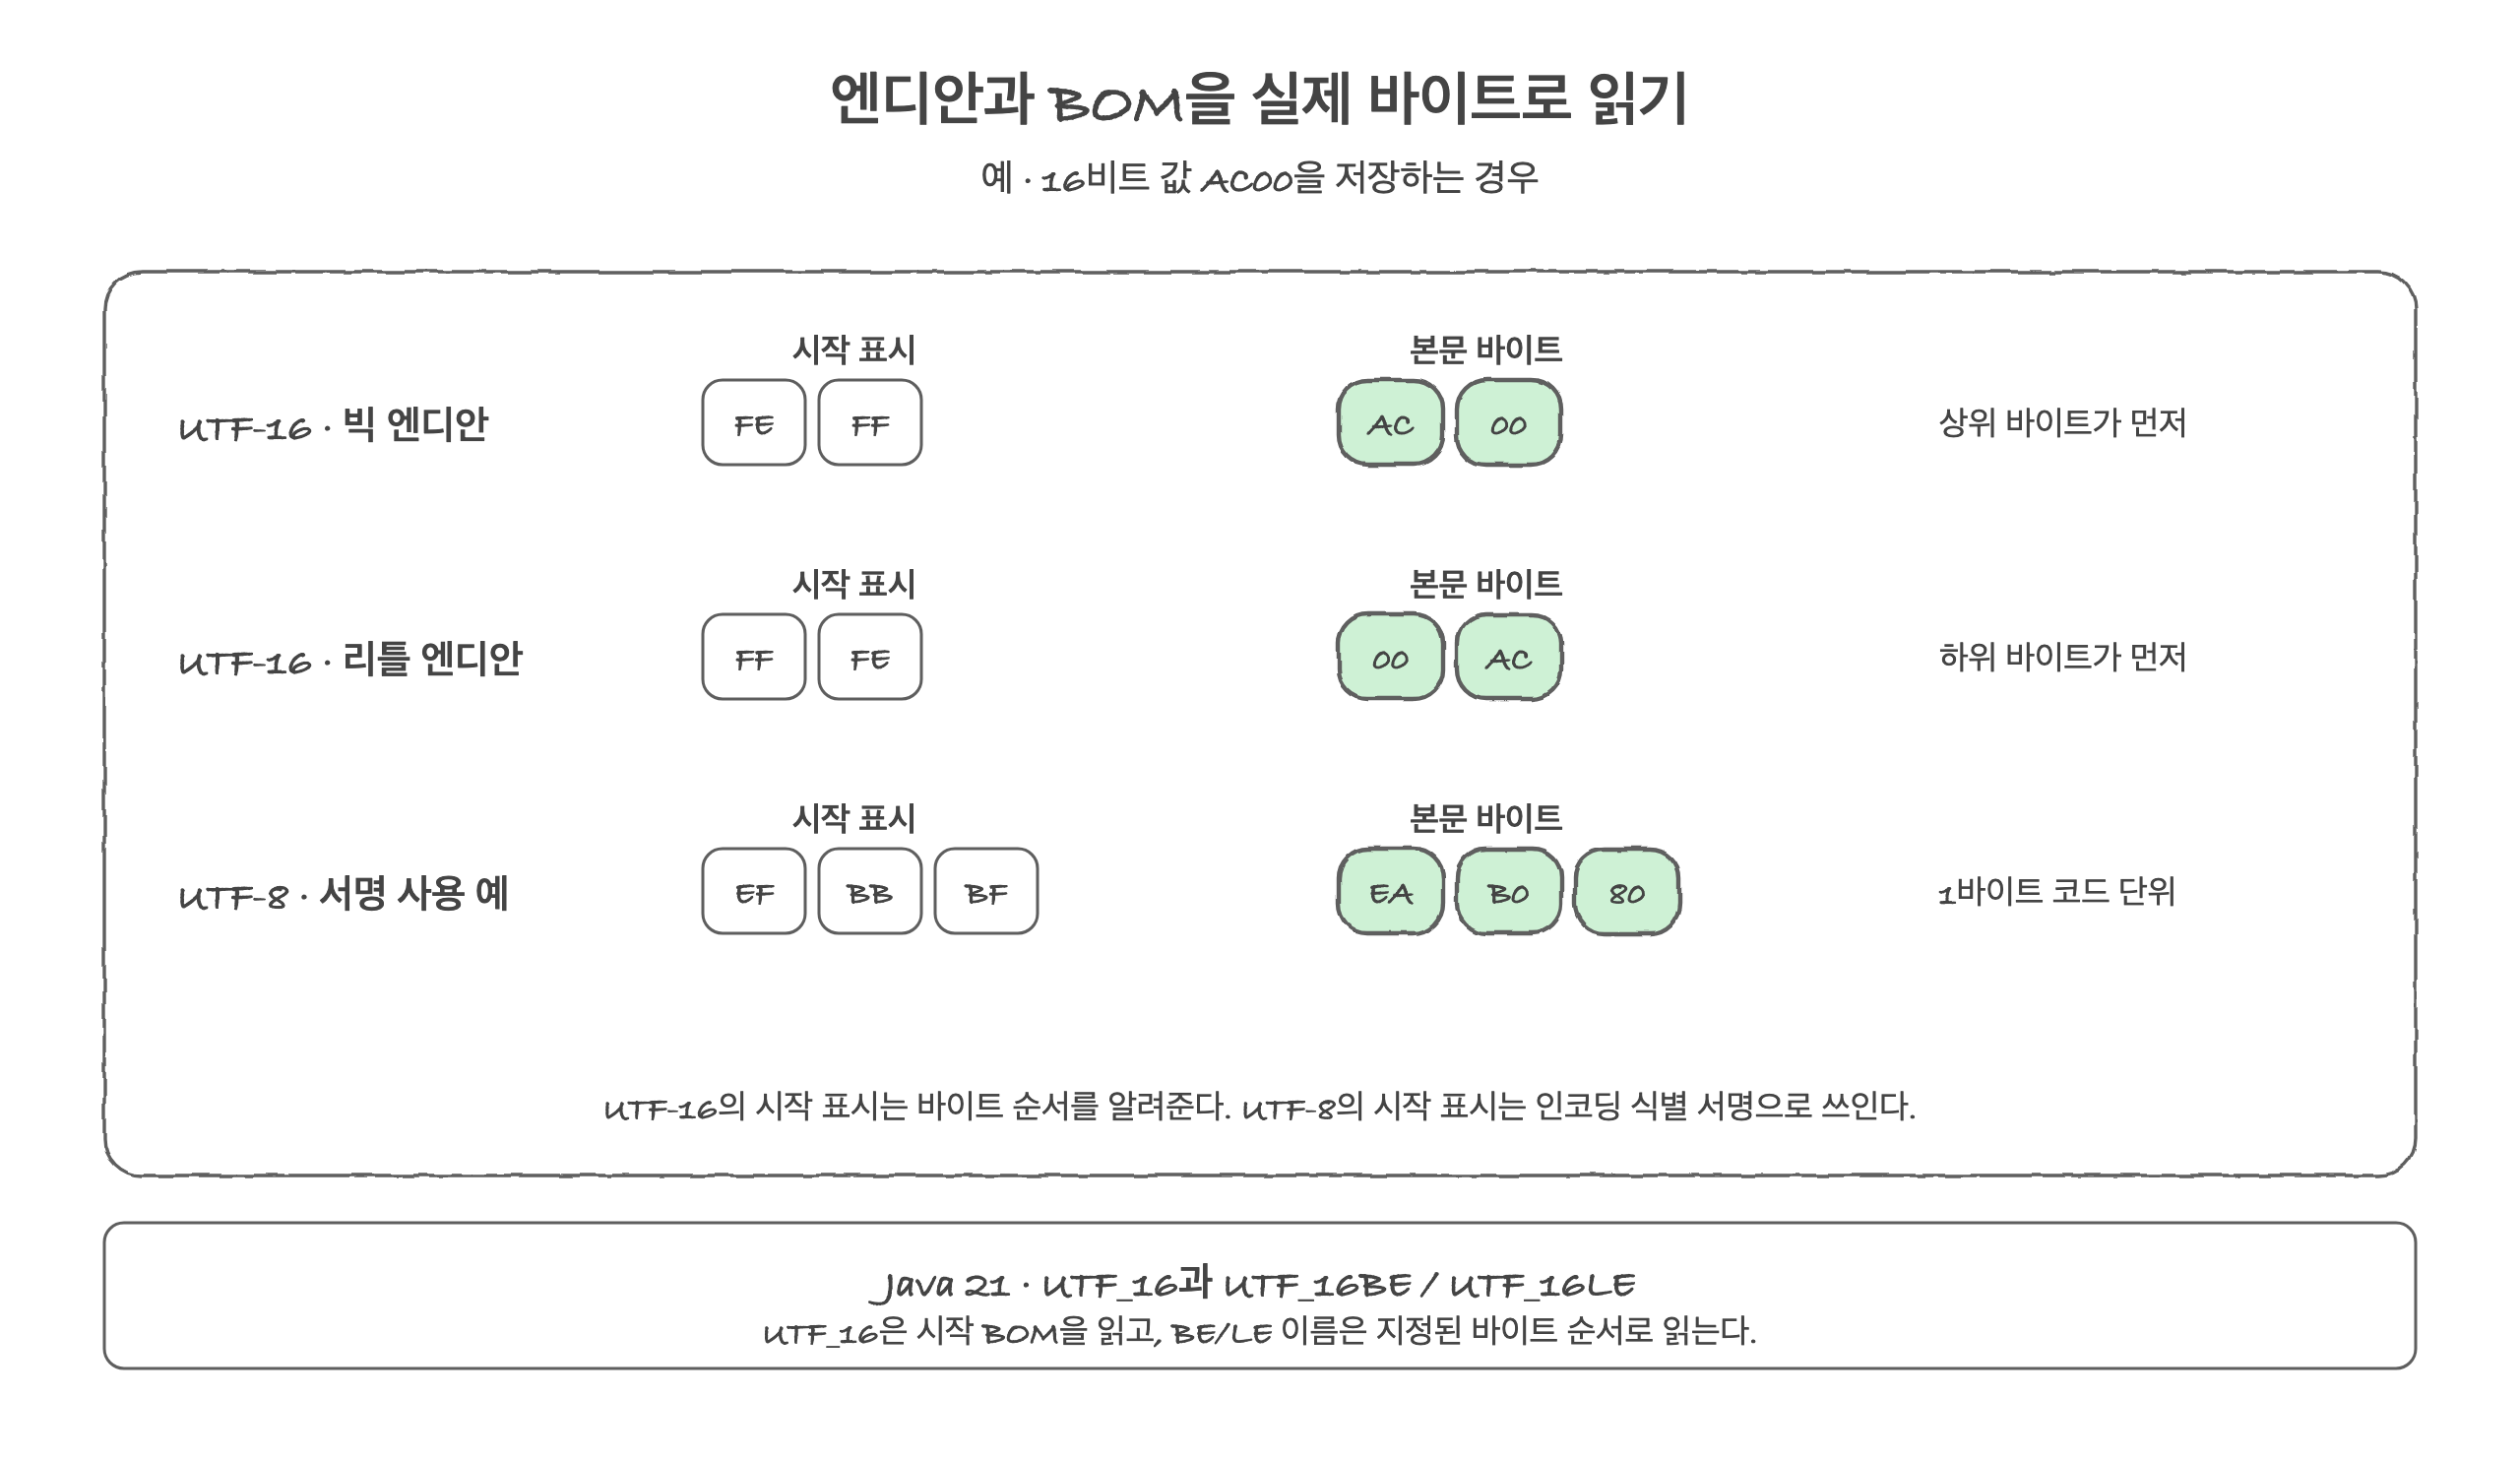 엔디안과 BOM을 실제 바이트로 읽기
예 · 16비트 값 AC00을 저장하는 경우
시작 표시
본문 바이트
UTF-16 · 빅 엔디안
FE FF
AC 00
상위 바이트가 먼저
시작 표시
본문 바이트
UTF-16 · 리틀 엔디안
FF FE
00 AC
하위 바이트가 먼저
시작 표시
본문 바이트
UTF-8 · 서명 사용 예
EF BB BF
EA B0 80
1바이트 코드 단위
UTF-16의 시작 표시는 바이트 순서를 알려준다. UTF-8의 시작 표시는 인코딩 식별 서명으로 쓰인다.
Java 21 · UTF_16과 UTF_16BE / UTF_16LE
UTF_16은 시작 BOM을 읽고, BE/LE 이름은 지정된 바이트 순서로 읽는다.